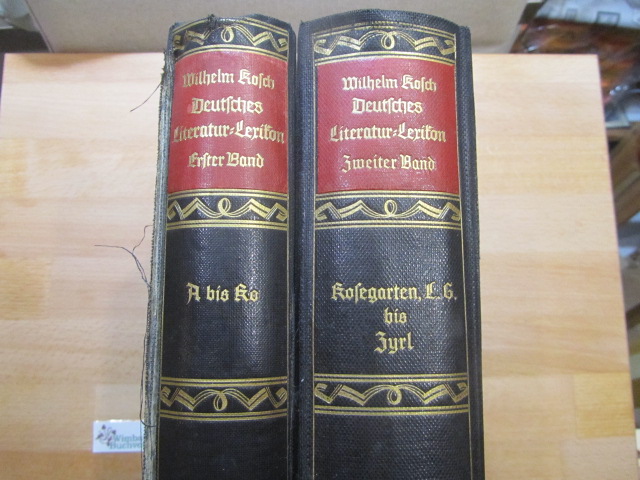 Wilhelm Kosch
Deutsches
Literatur-Lexikon
Erster Band
A bis Ko
Wilhelm Kosch
Deutsches
Literatur-Lexikon
Zweiter Band
Kosegarten, L. G.
bis
Zyrl